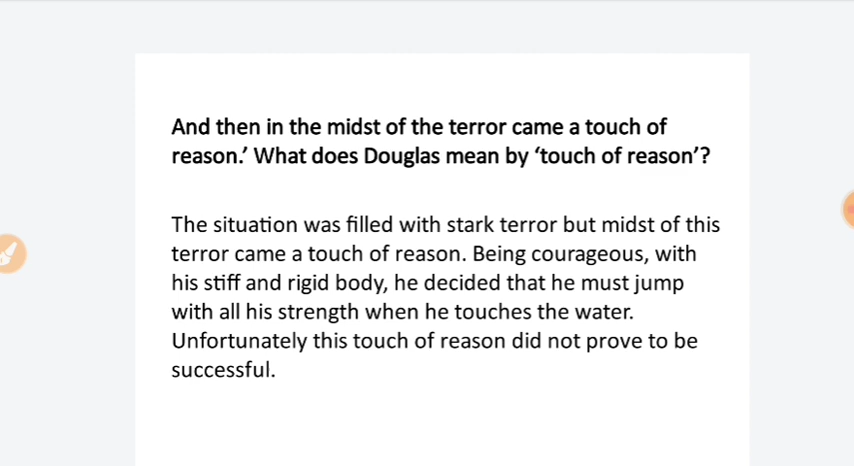 And then in the midst of the terror came a touch of
reason.’ What does Douglas mean by ‘touch of reason’?
The situation was filled with stark terror but midst of this
terror came a touch of reason. Being courageous, with
his stiff and rigid body, he decided that he must jump
with all his strength when he touches the water.
Unfortunately this touch of reason did not prove to be
successful.